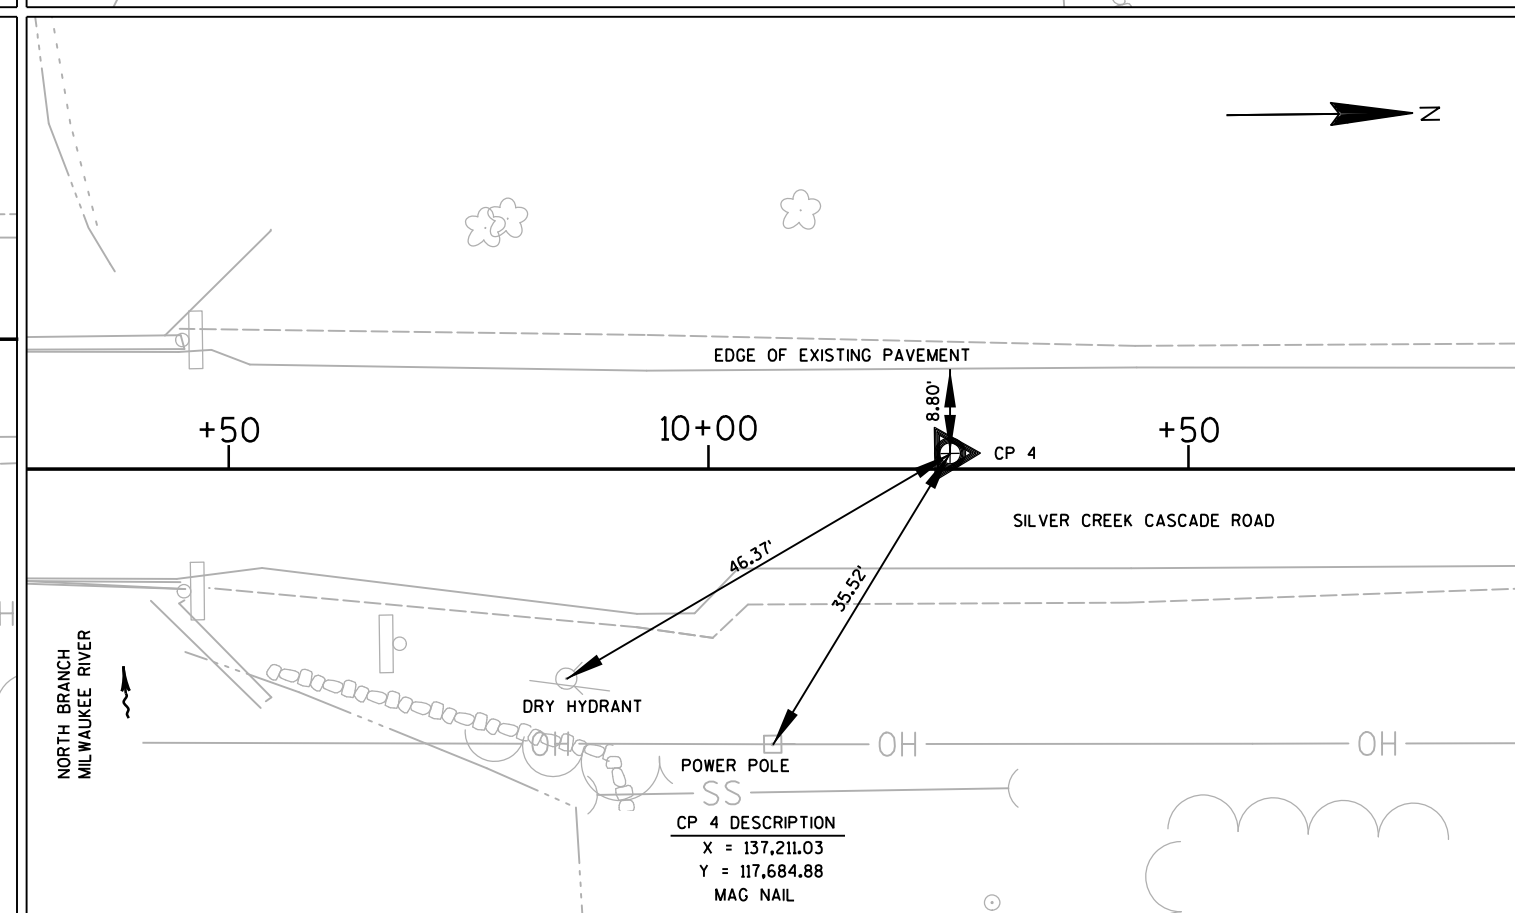 N
EDGE OF EXISTING PAVEMENT
8.80'
+50
10+00
+50
CP 4
SILVER CREEK CASCADE ROAD
46.37'
35.52'
H
NORTH BRANCH
MILWAUKEE RIVER
DRY HYDRANT
OH
OH
OH
POWER POLE
SS
CP 4 DESCRIPTION
X = 137,211.03
Y = 117,684.88
MAG NAIL